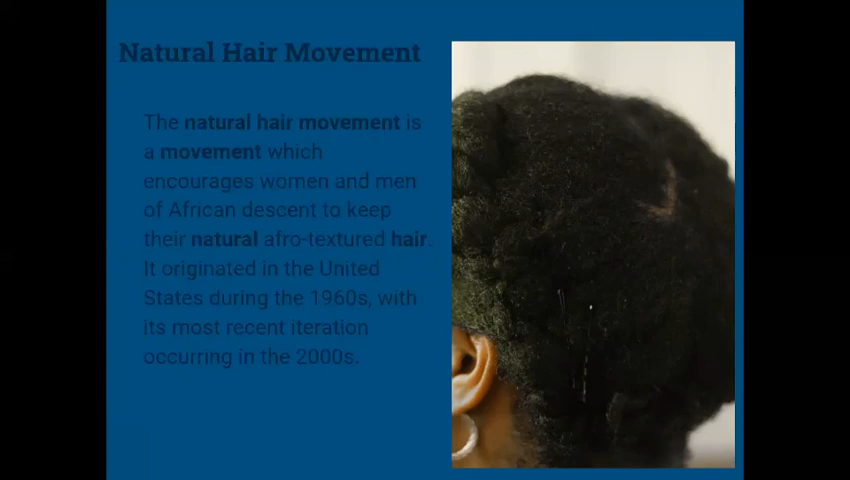 Natural Hair Movement
The natural hair movement is
a movement which
encourages women and men
of African descent to keep
their natural afro-textured hair.
It originated in the United
States during the 1960s, with
its most recent iteration
occurring in the 2000s.